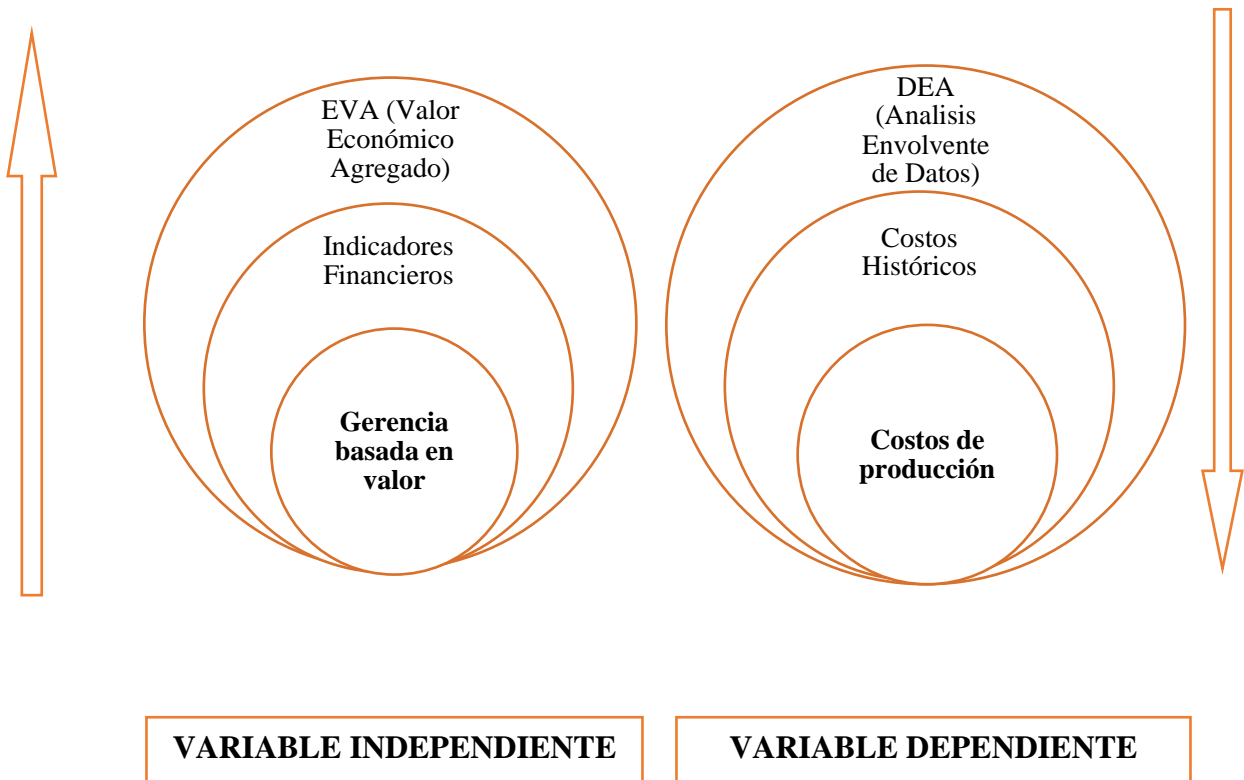 EVA (Valor
Económico
Agregado)
Indicadores
Financieros
Gerencia
basada en
valor
DEA
(Analisis
Envolvente
de Datos)
Costos
Históricos
Costos de
producción
VARIABLE INDEPENDIENTE
VARIABLE DEPENDIENTE